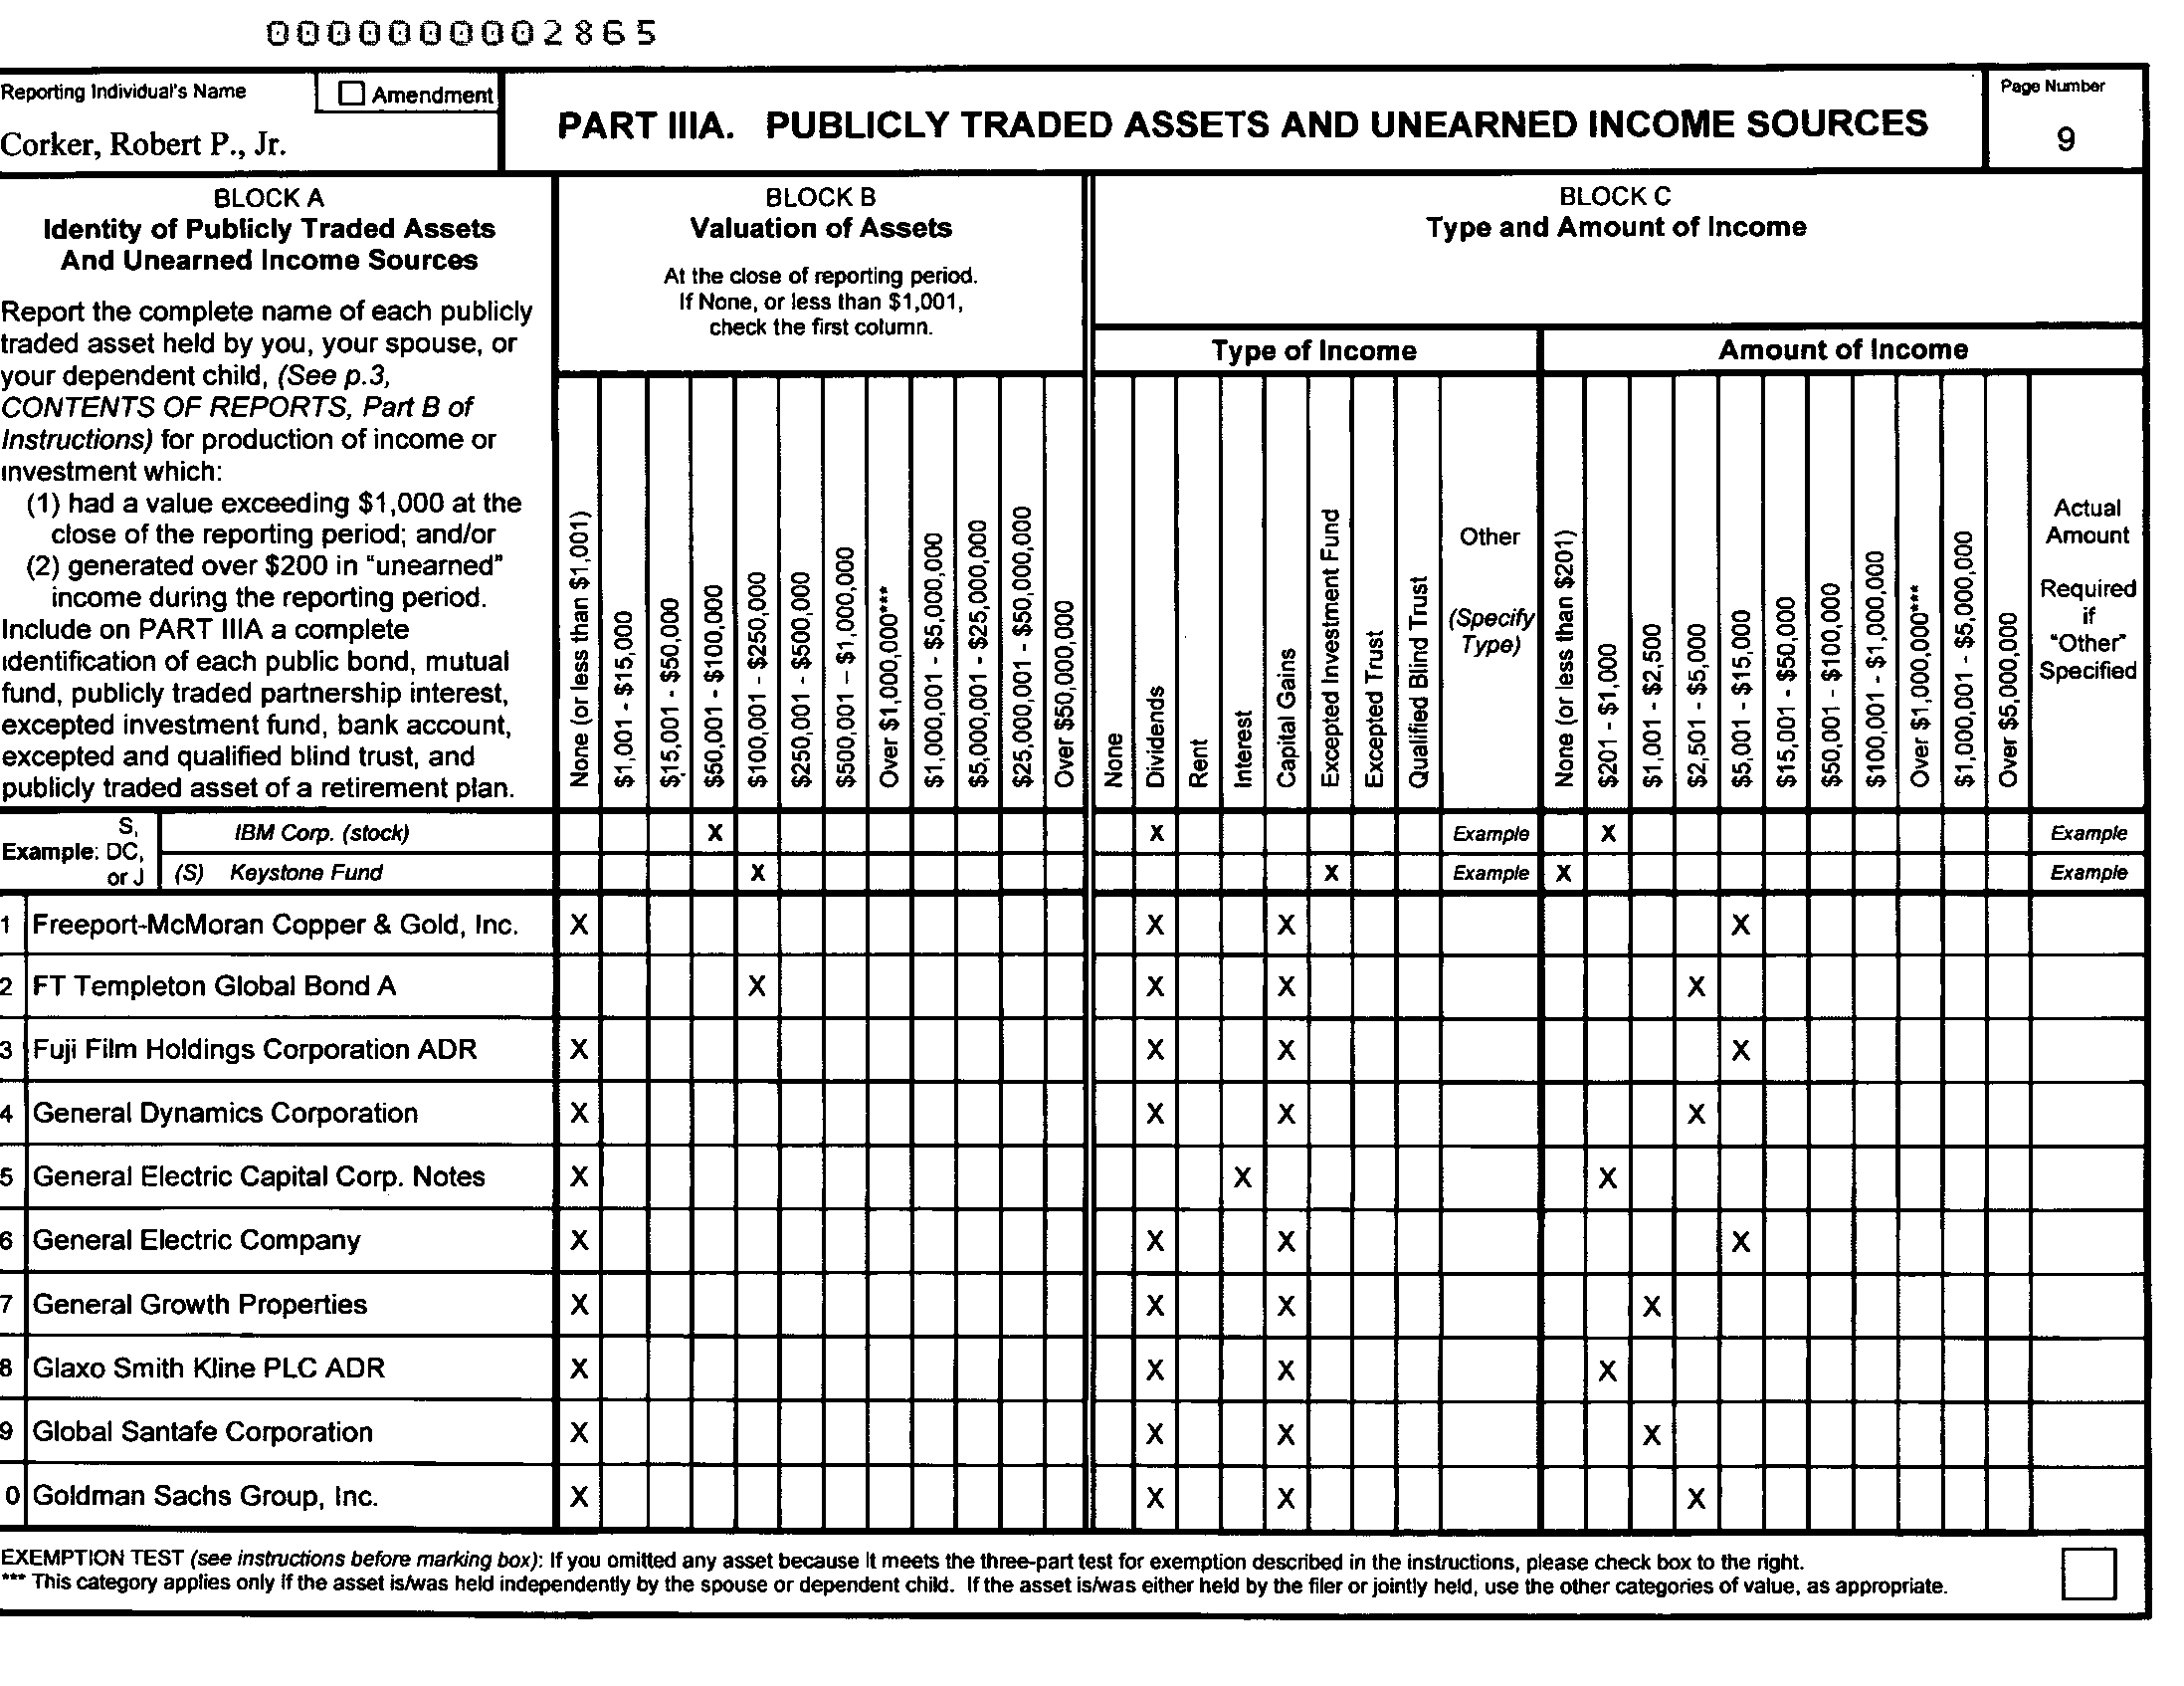 0000000002865
Reporting Individual's Name
☐ Amendment
Corker, Robert P., Jr.
PART IIIA. PUBLICLY TRADED ASSETS AND UNEARNED INCOME SOURCES
Page Number
9
BLOCK A
Identity of Publicly Traded Assets
And Unearned Income Sources
Report the complete name of each publicly
traded asset held by you, your spouse, or
your dependent child, (See p.3,
CONTENTS OF REPORTS, Part B of
Instructions) for production of income or
investment which:
(1) had a value exceeding $1,000 at the
close of the reporting period; and/or
(2) generated over $200 in "unearned"
income during the reporting period.
Include on PART IIIA a complete
identification of each public bond, mutual
fund, publicly traded partnership interest,
excepted investment fund, bank account,
excepted and qualified blind trust, and
publicly traded asset of a retirement plan.
BLOCK B
Valuation of Assets
At the close of reporting period.
If None, or less than $1,001,
check the first column.
None (or less than $1,001)
$1,001 - $15,000
$15,001 - $50,000
$50,001 - $100,000
$100,001 - $250,000
$250,001 - $500,000
$500,001 – $1,000,000
Over $1,000,000***
$1,000,001 - $5,000,000
$5,000,001 - $25,000,000
$25,000,001 - $50,000,000
Over $50,000,000
BLOCK C
Type and Amount of Income
Type of Income
None
Dividends
Rent
Interest
Capital Gains
Excepted Investment Fund
Excepted Trust
Qualified Blind Trust
Other
(Specify
Type)
Amount of Income
None (or less than $201)
$201 - $1,000
$1,001 - $2,500
$2,501 - $5,000
$5,001 - $15,000
$15,001 - $50,000
$50,001 - $100,000
$100,001 - $1,000,000
Over $1,000,000***
$1,000,001 - $5,000,000
Over $5,000,000
Actual
Amount
Required
if
"Other"
Specified
Example: S,
DC,
or J
IBM Corp. (stock) X X Example X Example
(S) Keystone Fund X X Example X Example
1 Freeport-McMoran Copper & Gold, Inc. X X X X
2 FT Templeton Global Bond A X X X X
3 Fuji Film Holdings Corporation ADR X X X X
4 General Dynamics Corporation X X X X
5 General Electric Capital Corp. Notes X X X
6 General Electric Company X X X X
7 General Growth Properties X X X X
8 Glaxo Smith Kline PLC ADR X X X X
9 Global Santafe Corporation X X X X
0 Goldman Sachs Group, Inc. X X X X
EXEMPTION TEST (see instructions before marking box): If you omitted any asset because it meets the three-part test for exemption described in the instructions, please check box to the right.
*** This category applies only if the asset is/was held independently by the spouse or dependent child. If the asset is/was either held by the filer or jointly held, use the other categories of value, as appropriate.